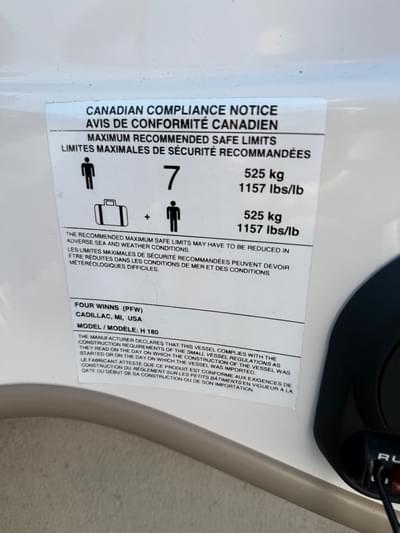 CANADIAN COMPLIANCE NOTICE
AVIS DE CONFORMITÉ CANADIEN
MAXIMUM RECOMMENDED SAFE LIMITS
LIMITES MAXIMALES DE SÉCURITÉ RECOMMANDÉES
7 525 kg
1157 lbs/lb
+ 525 kg
1157 lbs/lb
THE RECOMMENDED MAXIMUM SAFE LIMITS MAY HAVE TO BE REDUCED IN
ADVERSE SEA AND WEATHER CONDITIONS.
LES LIMITES MAXIMALES DE SÉCURITÉ RECOMMANDÉES PEUVENT DEVOIR
ÊTRE RÉDUITES DANS LES CONDITIONS DE MER ET DES CONDITIONS
MÉTÉREOLOGIQUES DIFFICILES.
FOUR WINNS (PFW)
CADILLAC, MI, USA
MODEL / MODÈLE: H 180
THE MANUFACTURER DECLARES THAT THIS VESSEL COMPLIES WITH THE
CONSTRUCTION REQUIREMENTS OF THE SMALL VESSEL REGULATIONS AS
THEY READ ON THE DAY ON WHICH THE CONSTRUCTION OF THE VESSEL WAS
STARTED OR ON THE DAY ON WHICH THE VESSEL WAS IMPORTED.
LE FABRICANT ATTESTE QUE CE PRODUIT EST CONFORME AUX EXIGENCES DE
CONSTRUCTION DU RÈGLEMENT SUR LES PETITS BÂTIMENTS EN VIGUEUR À LA
DATE DU DÉBUT DE SA CONSTRUCTION OU DE SON IMPORTATION.